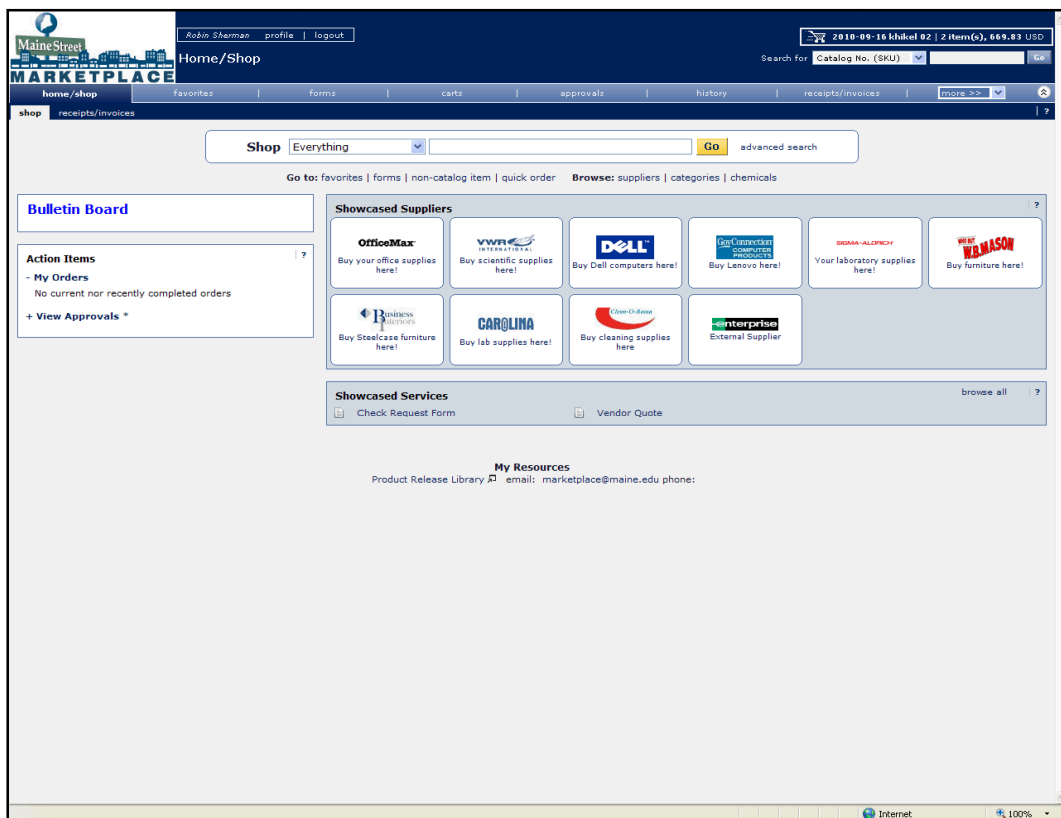 MaineStreet
MARKETPLACE
Robin Sherman profile | logout
2010-09-16 khikel 02 | 2 item(s), 669.83 USD
Home/Shop
Search for Catalog No. (SKU) Go
home/shop favorites | forms | carts | approvals | history | receipts/invoices | more >>
shop receipts/invoices | ?
Shop Everything Go advanced search
Go to: favorites | forms | non-catalog item | quick order Browse: suppliers | categories | chemicals
Bulletin Board
Action Items ?
- My Orders
No current nor recently completed orders
+ View Approvals *
Showcased Suppliers ?
OfficeMax
Buy your office supplies here!
VWR INTERNATIONAL
Buy scientific supplies here!
DELL™
Buy Dell computers here!
GovConnection COMPUTER PRODUCTS
Buy Lenovo here!
SIGMA-ALDRICH
Your laboratory supplies here!
WHO BUT W.B. MASON
Buy furniture here!
Business Interiors
Buy Steelcase furniture here!
CAROLINA
Buy lab supplies here!
Clean-O-Rama
Buy cleaning supplies here
enterprise
External Supplier
Showcased Services browse all ?
Check Request Form Vendor Quote
My Resources
Product Release Library email: marketplace@maine.edu phone:
Internet 100%